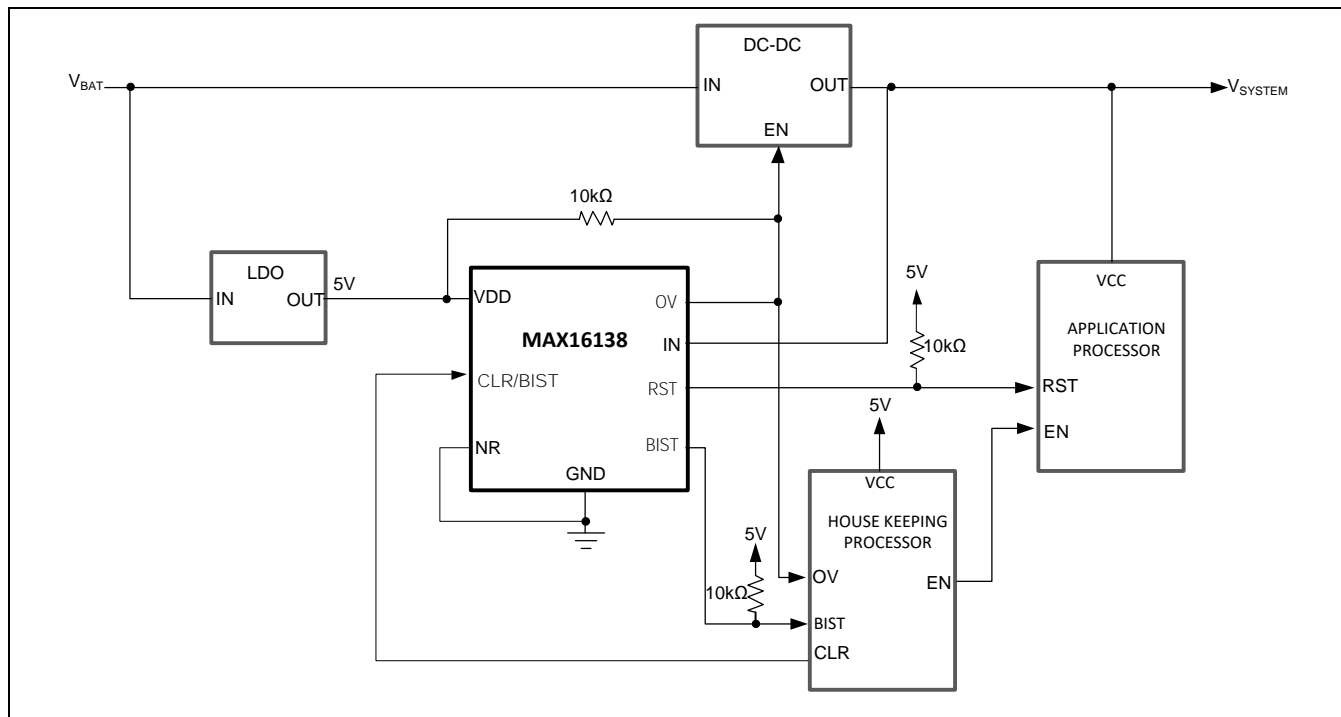 DC-DC
V_BAT
IN
OUT
V_SYSTEM
EN
10kΩ
LDO
5V
IN
OUT
VDD
OV
MAX16138
IN
CLR/BIST
RST
NR
BIST
GND
5V
10kΩ
VCC
APPLICATION
PROCESSOR
RST
EN
5V
VCC
HOUSE KEEPING
PROCESSOR
5V
10kΩ
OV
EN
BIST
CLR